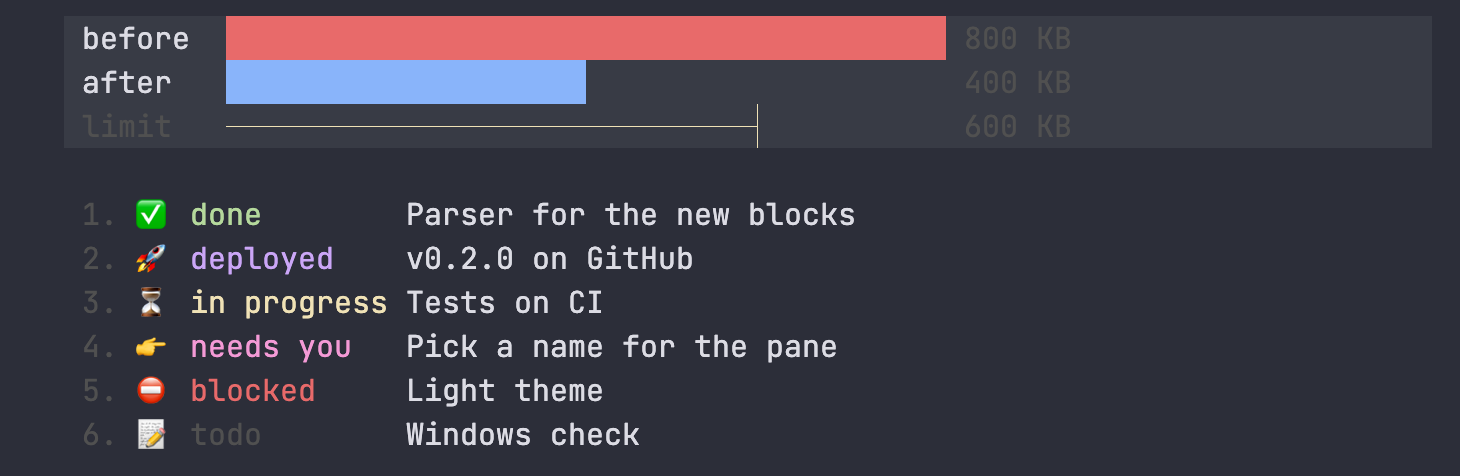 before 800 KB
after 400 KB
limit 600 KB
1. ✅ done Parser for the new blocks
2. 🚀 deployed v0.2.0 on GitHub
3. ⏳ in progress Tests on CI
4. 👉 needs you Pick a name for the pane
5. ⛔ blocked Light theme
6. 📝 todo Windows check